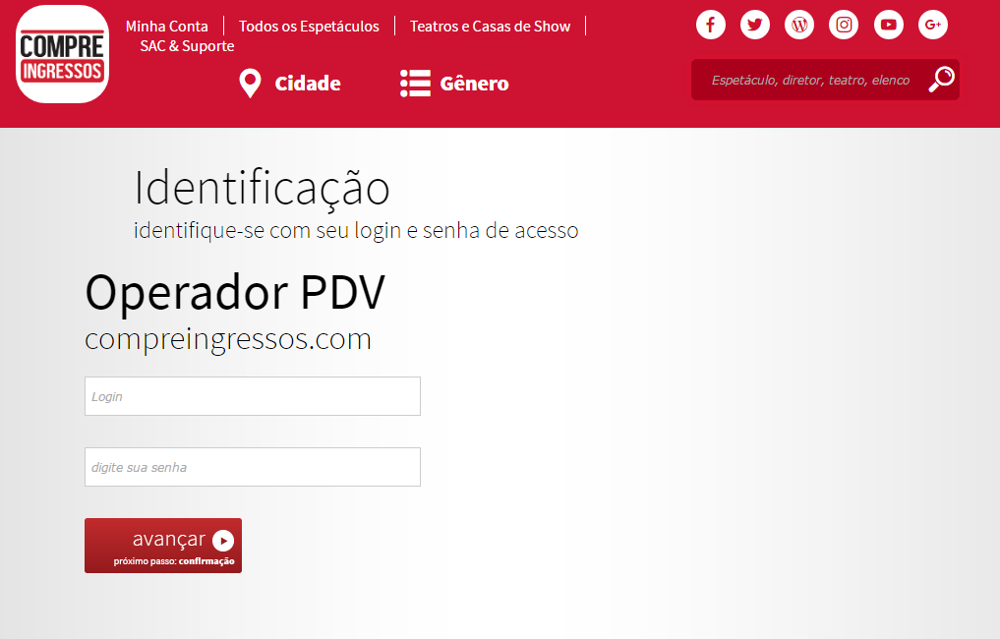 COMPRE
INGRESSOS
Minha Conta
Todos os Espetáculos
Teatros e Casas de Show
SAC & Suporte
Cidade
Gênero
G+
Espetáculo, diretor, teatro, elenco
Identificação
identifique-se com seu login e senha de acesso
Operador PDV
compreingressos.com
Login
digite sua senha
avançar
próximo passo: confirmação